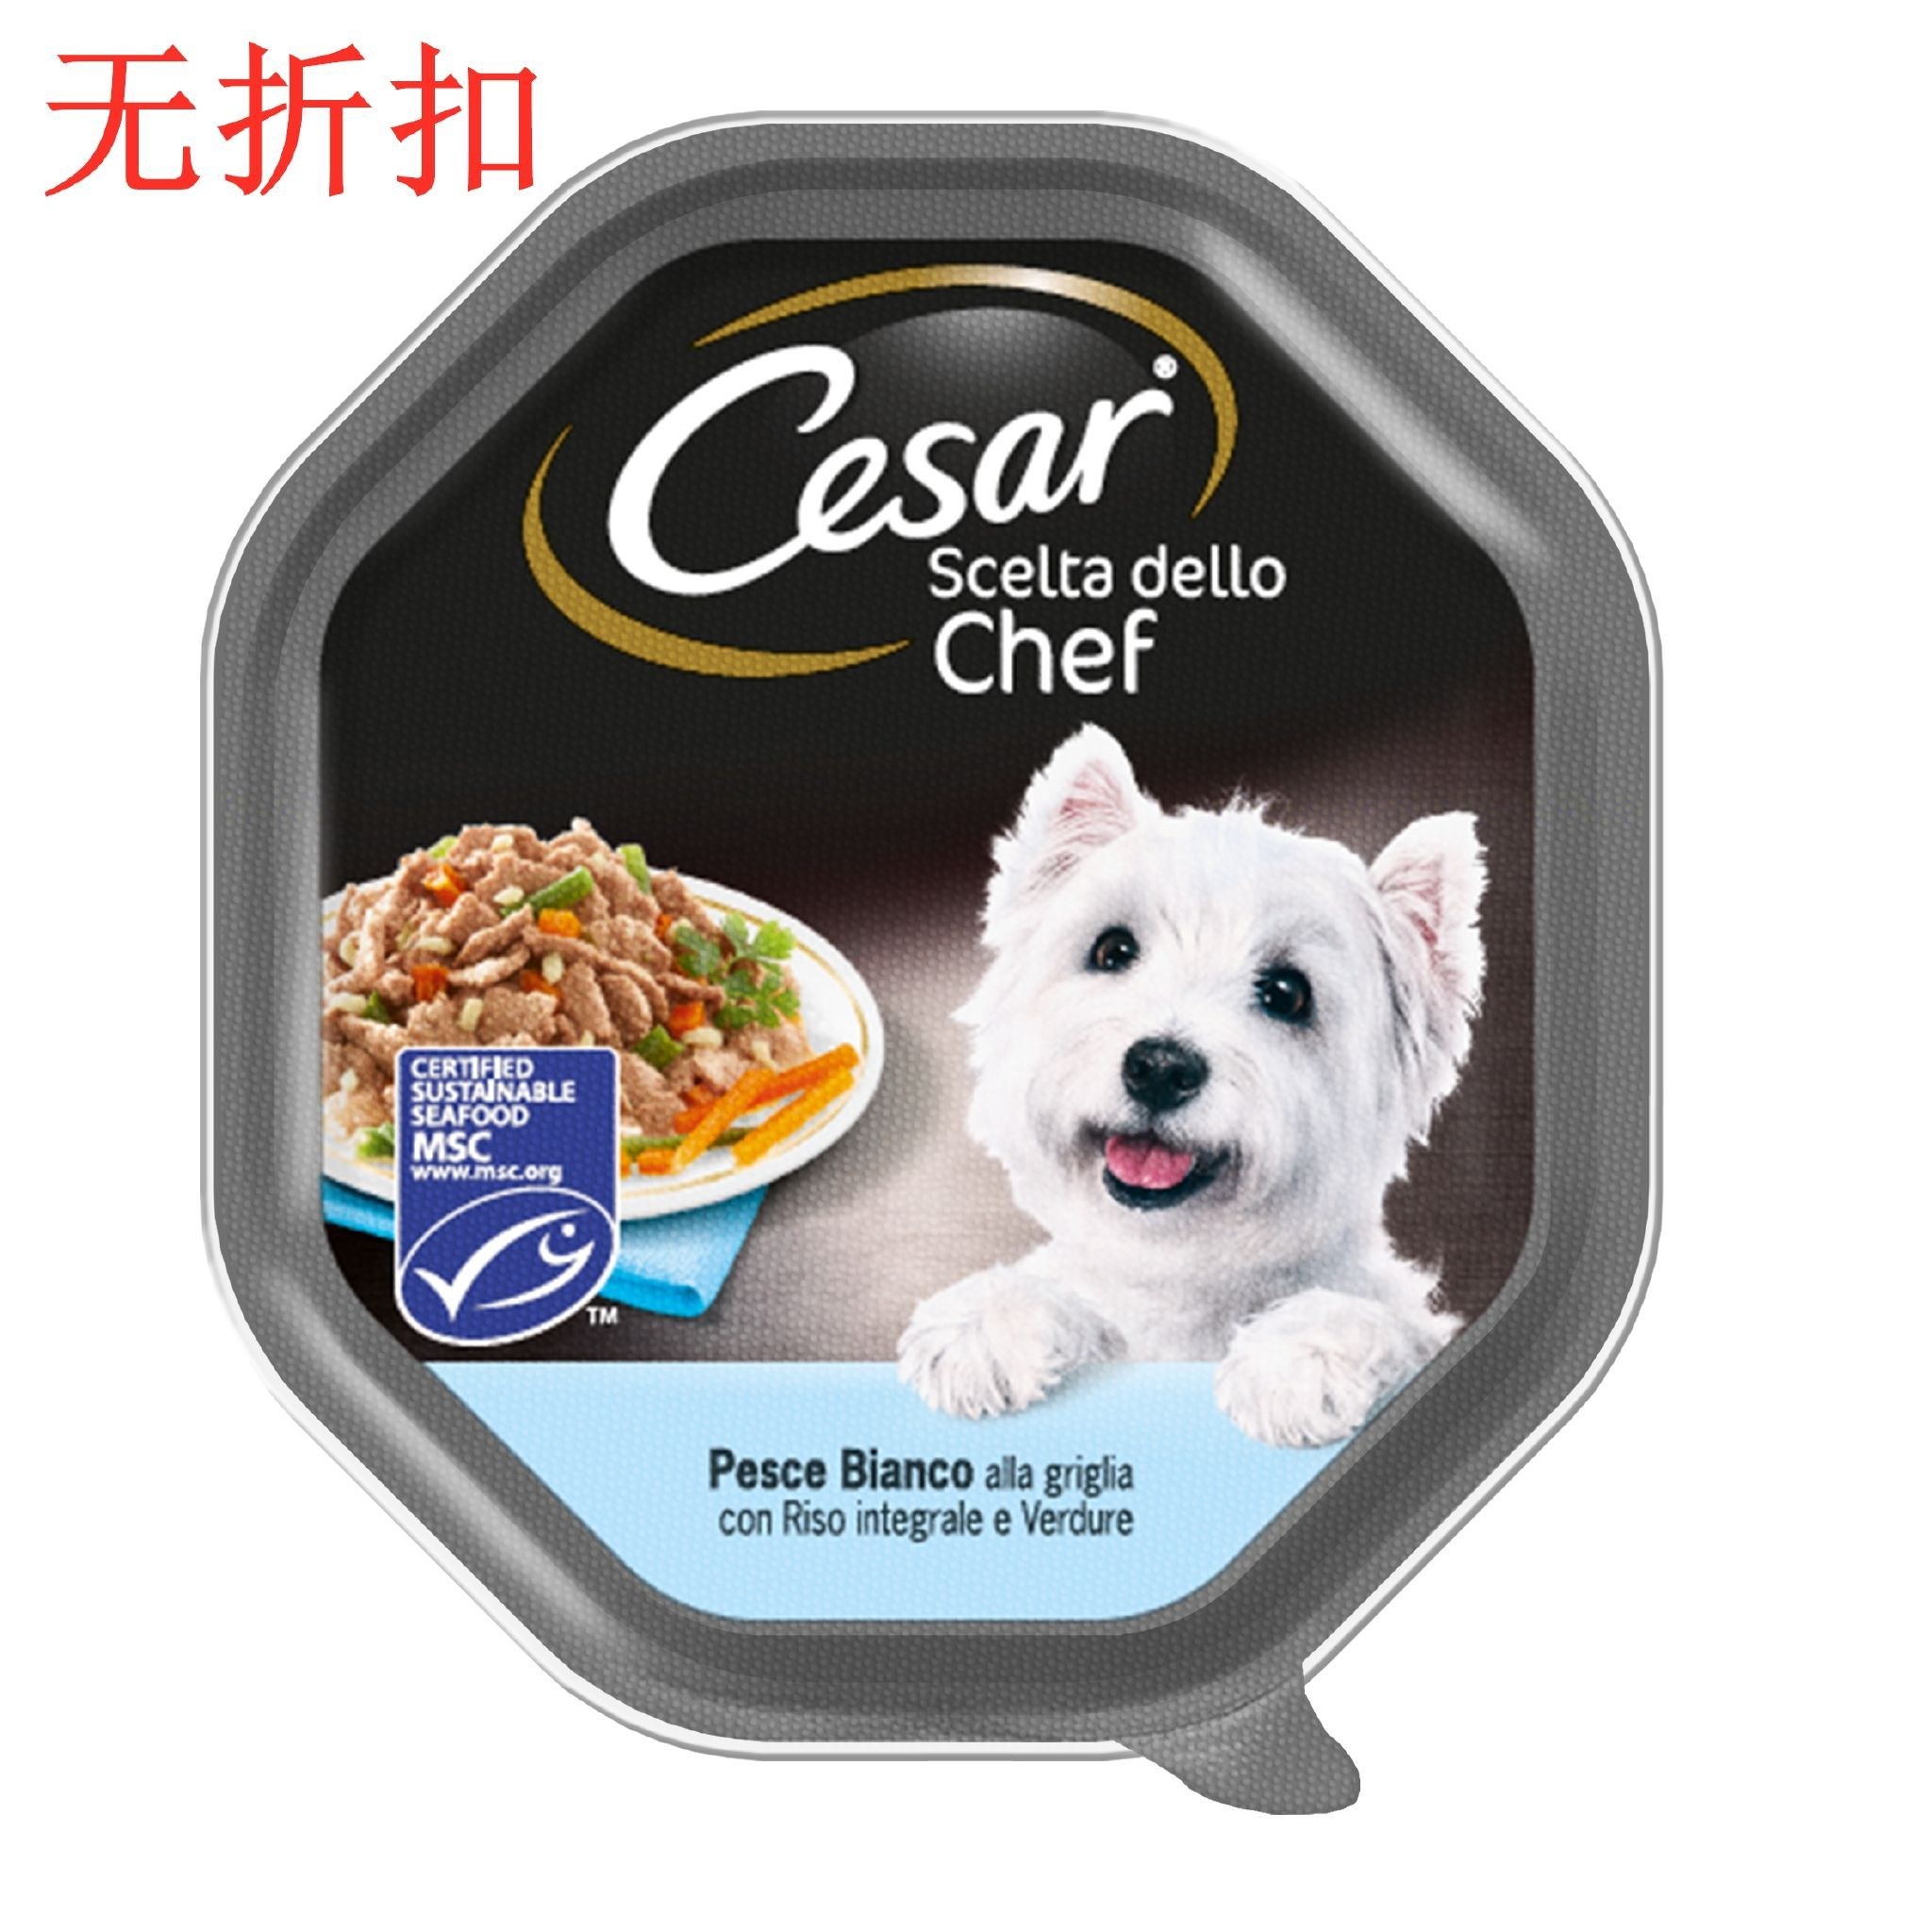 无折扣
Cesar®
Scelta dello
Chef
CERTIFIED
SUSTAINABLE
SEAFOOD
MSC
www.msc.org
TM
Pesce Bianco alla griglia
con Riso integrale e Verdure